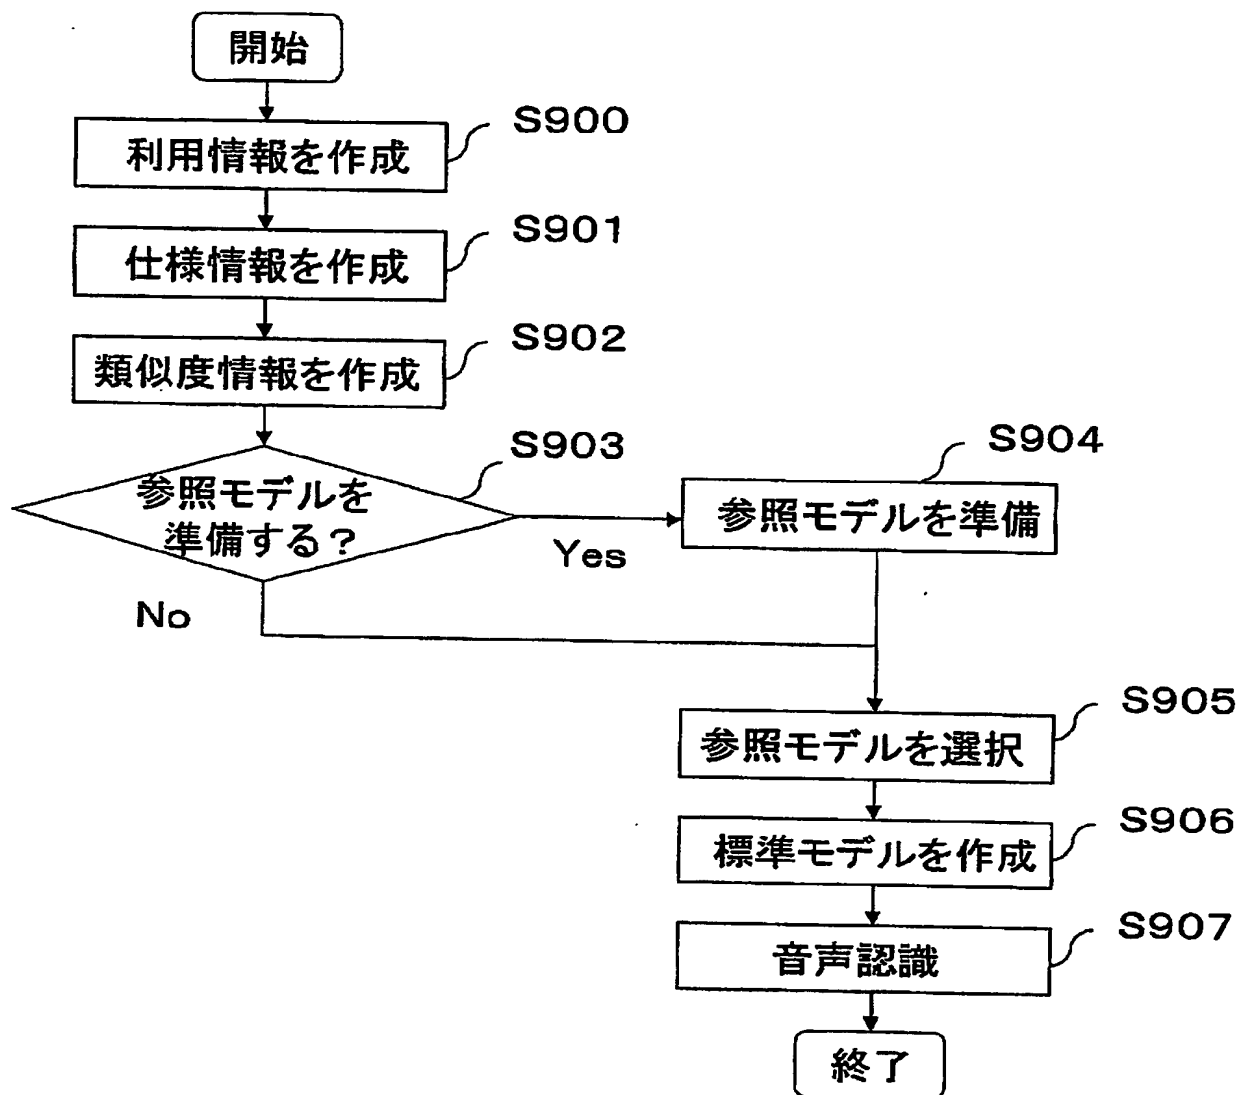 開始
S900
利用情報を作成
S901
仕様情報を作成
S902
類似度情報を作成
S903
参照モデルを
準備する?
Yes
No
S904
参照モデルを準備
S905
参照モデルを選択
S906
標準モデルを作成
S907
音声認識
終了